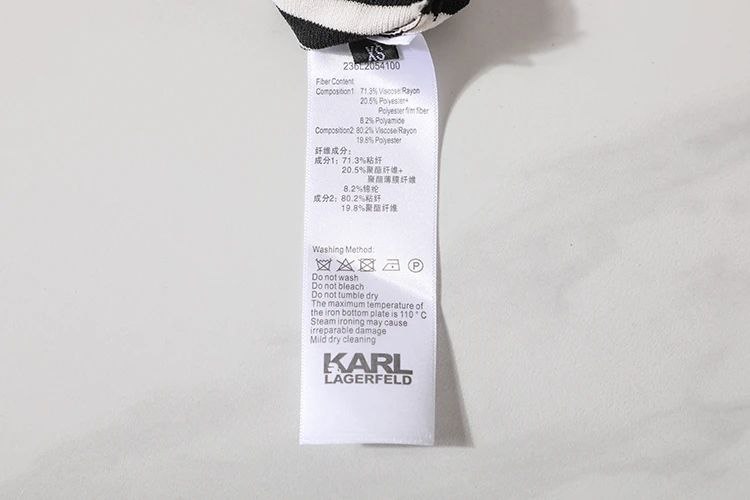 XS
236L2054100
Fiber Content:
Composition1: 71.3% Viscose/Rayon
20.5% Polyester+
Polyester film fiber
8.2% Polyamide
Composition2: 80.2% Viscose/Rayon
19.8% Polyester
纤维成分:
成分1: 71.3%粘纤
20.5%聚酯纤维+
聚酯薄膜纤维
8.2%锦纶
成分2: 80.2%粘纤
19.8%聚酯纤维
Washing Method:
P
Do not wash
Do not bleach
Do not tumble dry
The maximum temperature of
the iron bottom plate is 110 ° C
Steam ironing may cause
irreparable damage
Mild dry cleaning
KARL
LAGERFELD